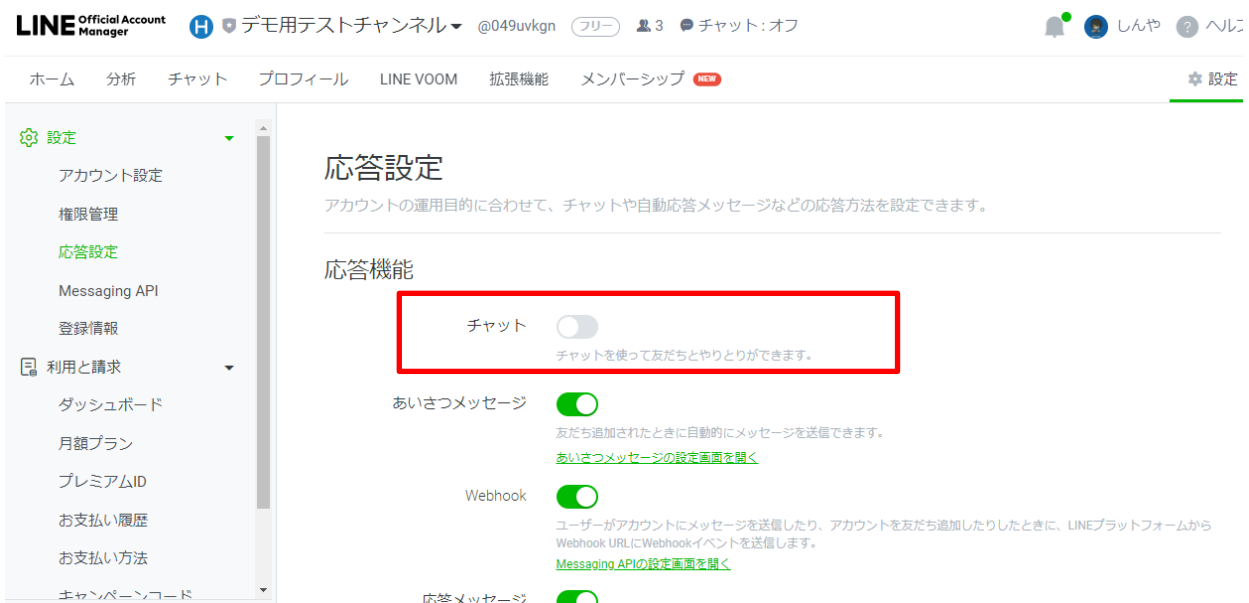 LINE Official Account Manager
H デモ用テストチャンネル @049uvkgn フリー 3 チャット : オフ
しんや ? ヘルプ
ホーム 分析 チャット プロフィール LINE VOOM 拡張機能 メンバーシップ NEW 設定
設定
アカウント設定
権限管理
応答設定
Messaging API
登録情報
利用と請求
ダッシュボード
月額プラン
プレミアムID
お支払い履歴
お支払い方法
キャンペーンコード
応答設定
アカウントの運用目的に合わせて、チャットや自動応答メッセージなどの応答方法を設定できます。
応答機能
チャット
チャットを使って友だちとやりとりができます。
あいさつメッセージ
友だち追加されたときに自動的にメッセージを送信できます。
あいさつメッセージの設定画面を開く
Webhook
ユーザーがアカウントにメッセージを送信したり、アカウントを友だち追加したりしたときに、LINEプラットフォームから
Webhook URLにWebhookイベントを送信します。
Messaging APIの設定画面を開く
応答メッセージ